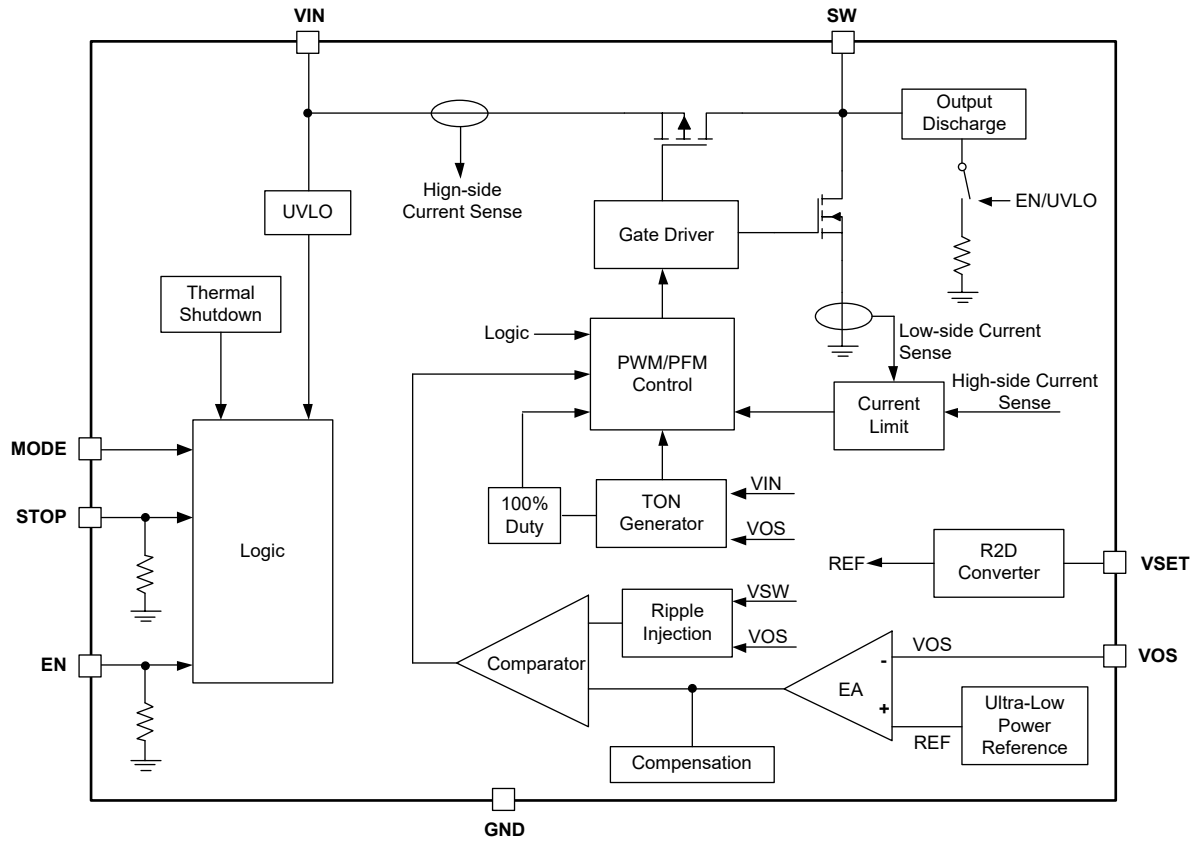 VIN
SW
Output
Discharge
Hign-side
Current Sense
UVLO
EN/UVLO
Gate Driver
Thermal
Shutdown
Logic
PWM/PFM
Control
Low-side Current
Sense
High-side Current
Sense
Current
Limit
MODE
STOP
EN
Logic
100%
Duty
TON
Generator
VIN
VOS
REF
R2D
Converter
VSET
Ripple
Injection
VSW
VOS
Comparator
EA
-
+
VOS
VOS
REF
Ultra-Low
Power
Reference
Compensation
GND